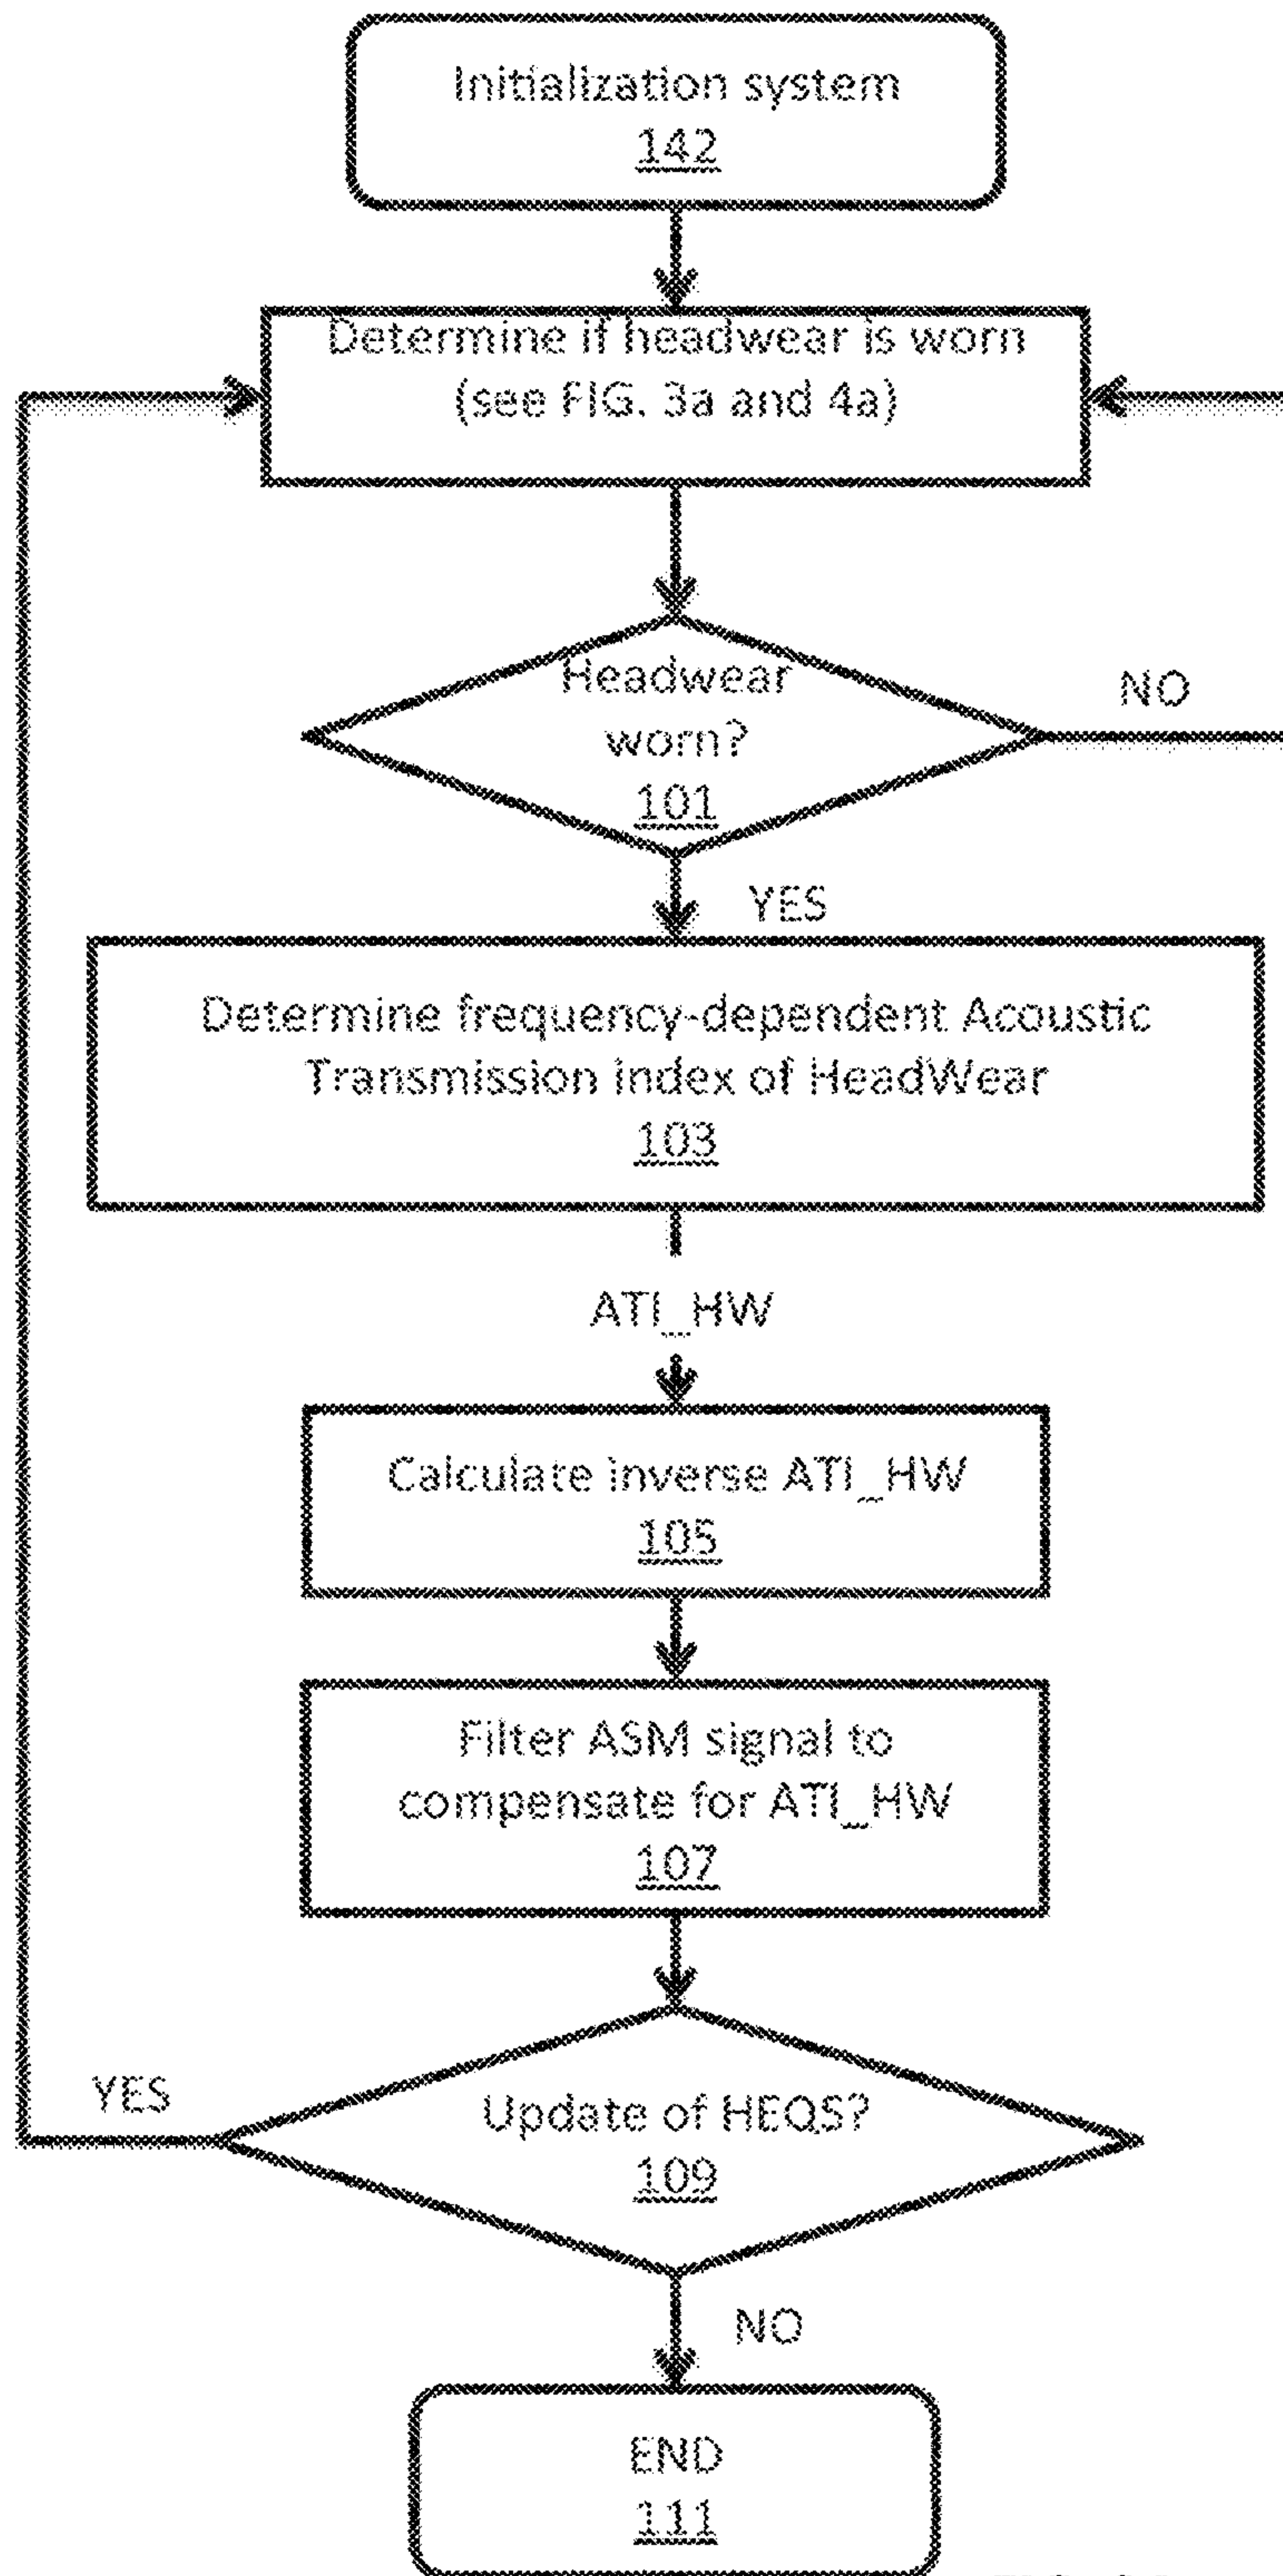 Initialization system
142
Determine if headwear is worn
(see FIG. 3a and 4a)
Headwear
worn?
101
NO
YES
Determine frequency-dependent Acoustic
Transmission Index of HeadWear
103
ATI_HW
Calculate inverse ATI_HW
105
Filter ASM signal to
compensate for ATI_HW
107
YES
Update of HEQS?
109
NO
END
111